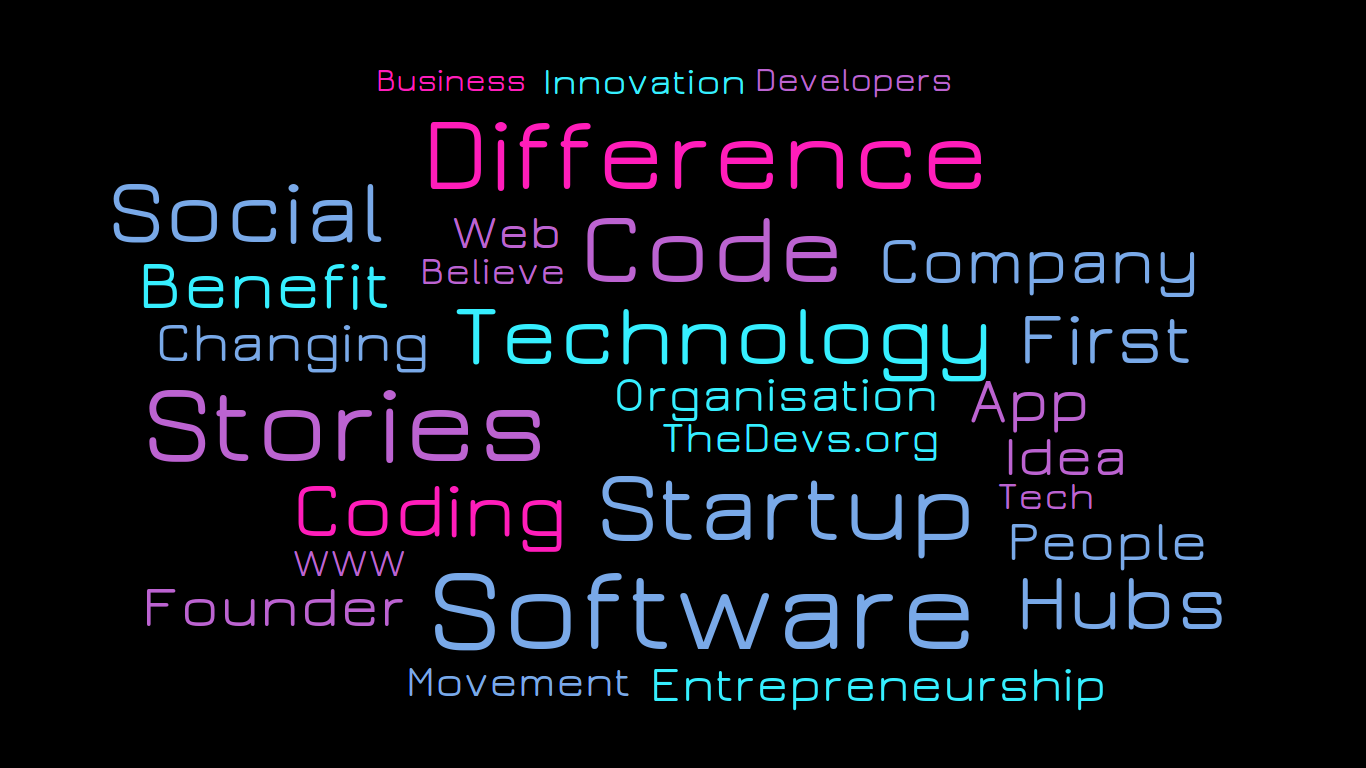 Business Innovation Developers
Difference
Social
Web Code
Company
Believe
Benefit
Changing Technology First
Organisation App
Stories
TheDevs.org
Idea
Coding Startup Tech
People
WWW
Founder Software Hubs
Movement Entrepreneurship